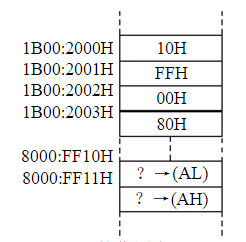 1B00:2000H 10H
1B00:2001H FFH
1B00:2002H 00H
1B00:2003H 80H
8000:FF10H ? →(AL)
8000:FF11H ? →(AH)